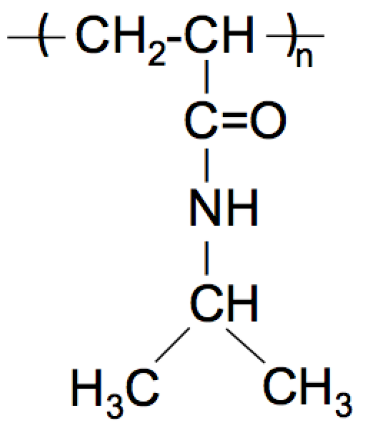 ( CH₂-CH )ₙ
C=O
NH
CH
H₃C CH₃